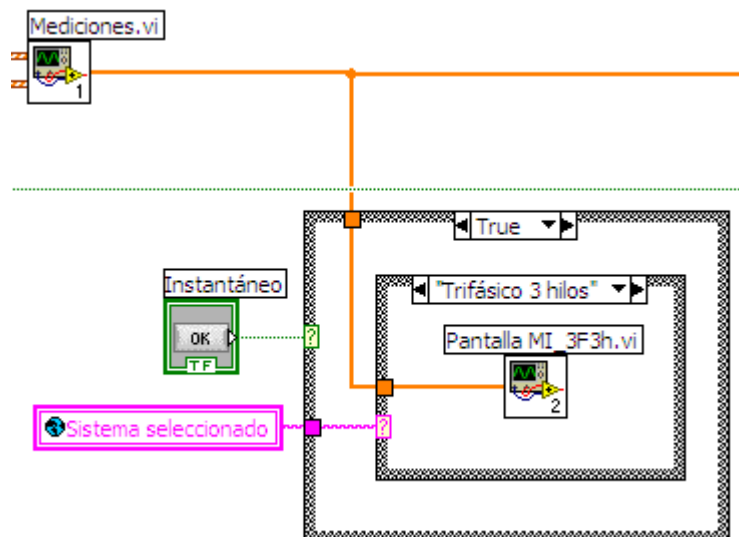 Mediciones.vi
1
True
"Trifásico 3 hilos"
Instantáneo
OK
TF
?
Pantalla MI_3F3h.vi
2
Sistema seleccionado
?